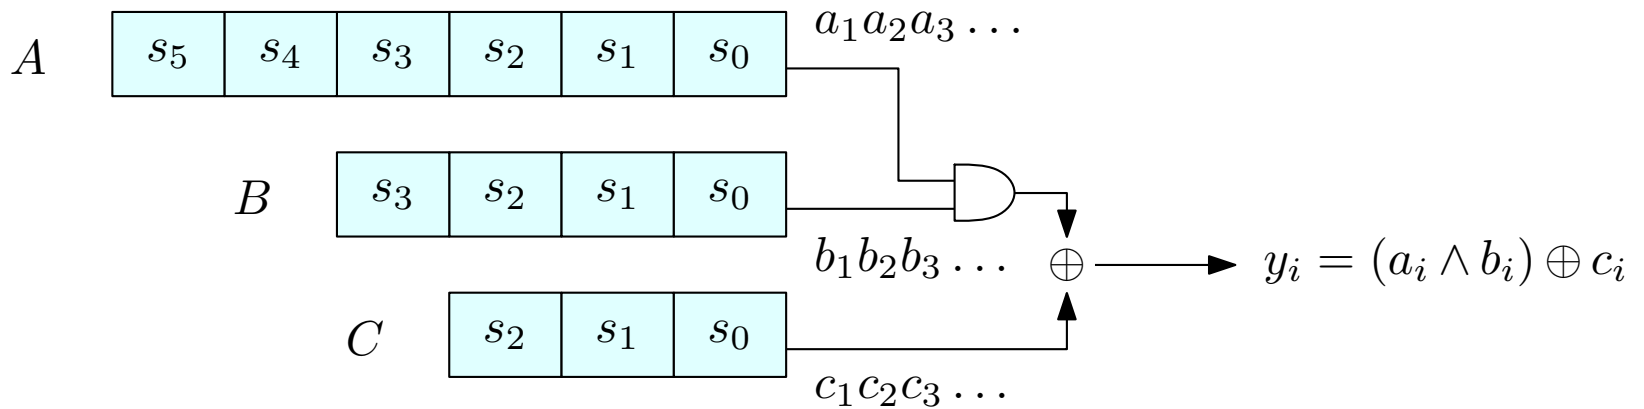 a₁a₂a₃ …
A s₅ s₄ s₃ s₂ s₁ s₀
B s₃ s₂ s₁ s₀
b₁b₂b₃ … ⊕ yᵢ = (aᵢ ∧ bᵢ) ⊕ cᵢ
C s₂ s₁ s₀
c₁c₂c₃ …